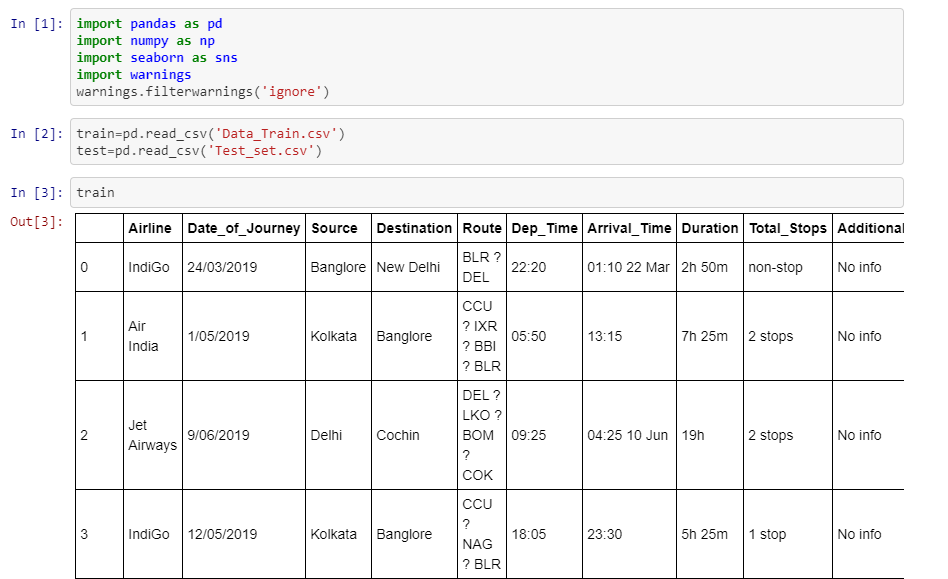 In [1]: import pandas as pd
import numpy as np
import seaborn as sns
import warnings
warnings.filterwarnings('ignore')
In [2]: train=pd.read_csv('Data_Train.csv')
test=pd.read_csv('Test_set.csv')
In [3]: train
Out[3]:
Airline Date_of_Journey Source Destination Route Dep_Time Arrival_Time Duration Total_Stops Additional
0 IndiGo 24/03/2019 Banglore New Delhi BLR ? DEL 22:20 01:10 22 Mar 2h 50m non-stop No info
1 Air India 1/05/2019 Kolkata Banglore CCU ? IXR ? BBI ? BLR 05:50 13:15 7h 25m 2 stops No info
2 Jet Airways 9/06/2019 Delhi Cochin DEL ? LKO ? BOM ? COK 09:25 04:25 10 Jun 19h 2 stops No info
3 IndiGo 12/05/2019 Kolkata Banglore CCU ? NAG ? BLR 18:05 23:30 5h 25m 1 stop No info